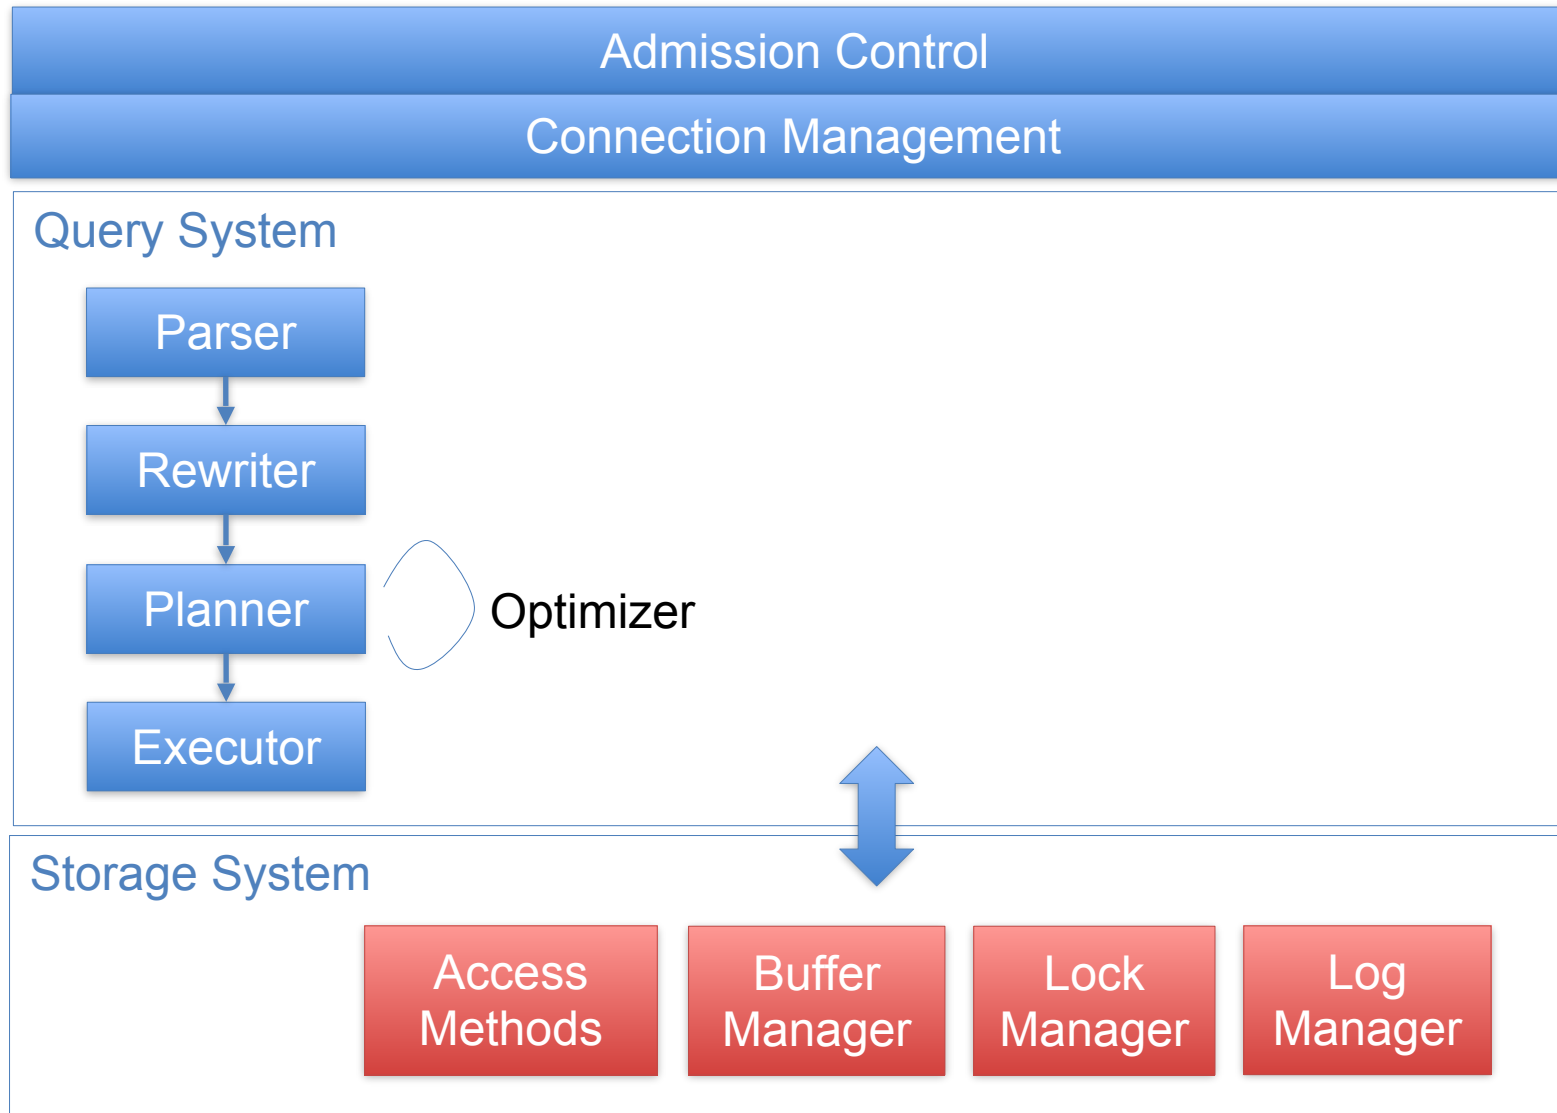 Admission Control
Connection Management
Query System
Parser
Rewriter
Planner
Optimizer
Executor
Storage System
Access
Methods
Buffer
Manager
Lock
Manager
Log
Manager